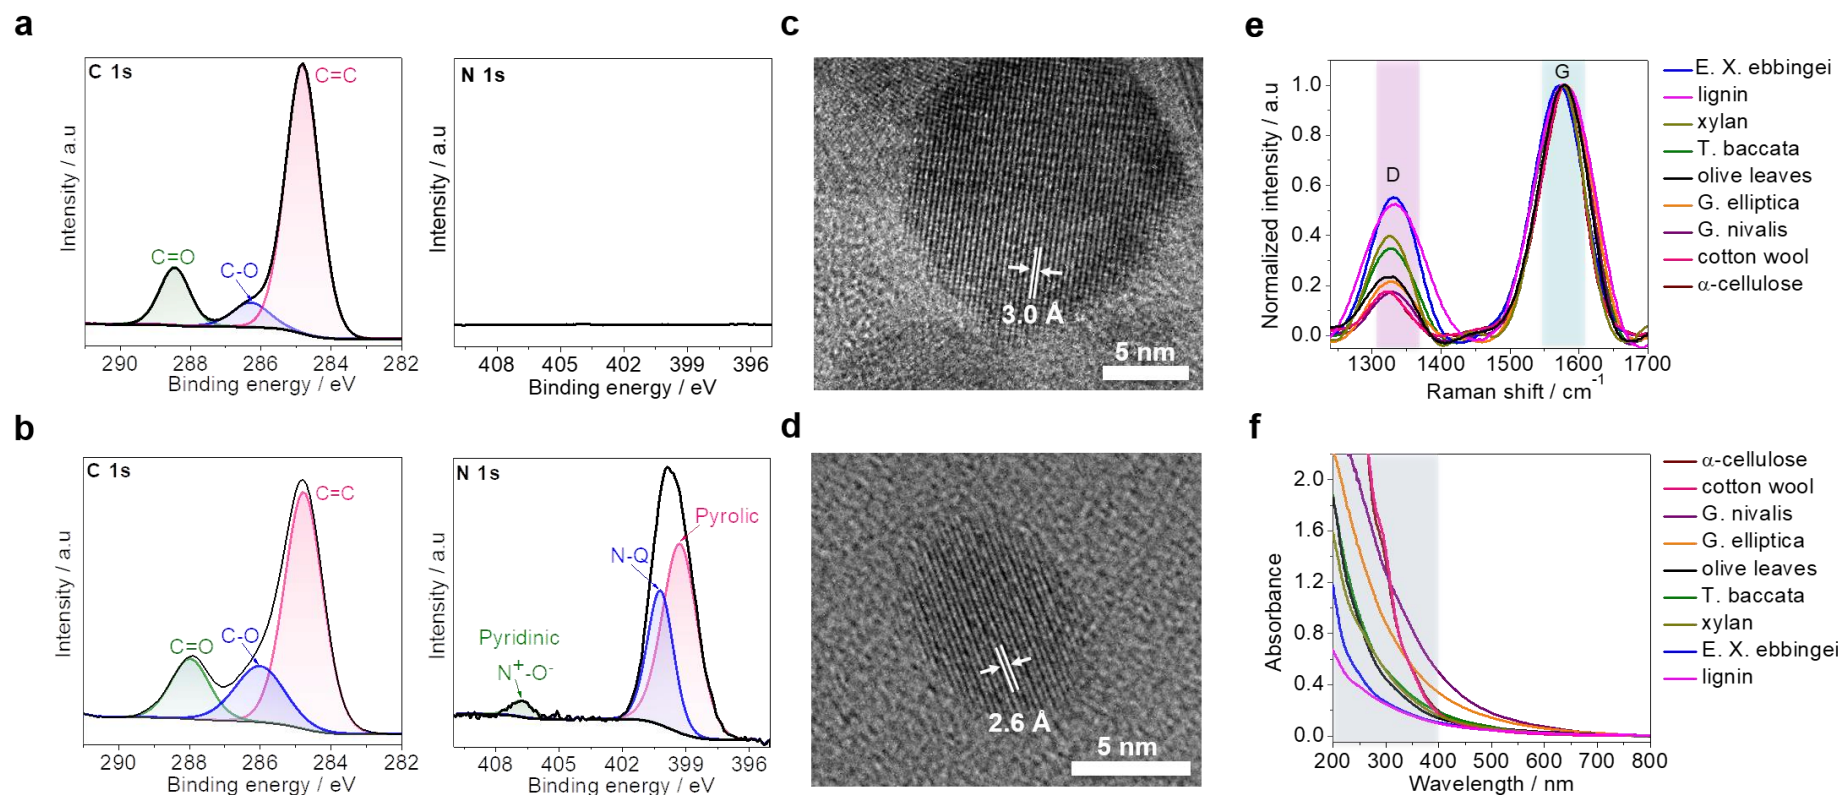 a
C 1s
C=C
C=O
C-O
Intensity / a.u
290 288 286 284 282
Binding energy / eV
N 1s
Intensity / a.u
408 405 402 399 396
Binding energy / eV
c
3.0 Å
5 nm
e
G
D
Normalized intensity / a.u
1.0
0.8
0.6
0.4
0.2
0.0
1300 1400 1500 1600 1700
Raman shift / cm-1
E. X. ebbingei
lignin
xylan
T. baccata
olive leaves
G. elliptica
G. nivalis
cotton wool
α-cellulose
b
C 1s
C=C
C-O
C=O
Intensity / a.u
290 288 286 284 282
Binding energy / eV
N 1s
Pyrolic
N-Q
Pyridinic
N+-O-
Intensity / a.u
408 405 402 399 396
Binding energy / eV
d
2.6 Å
5 nm
f
Absorbance
2.0
1.6
1.2
0.8
0.4
0.0
200 300 400 500 600 700 800
Wavelength / nm
α-cellulose
cotton wool
G. nivalis
G. elliptica
olive leaves
T. baccata
xylan
E. X. ebbingei
lignin